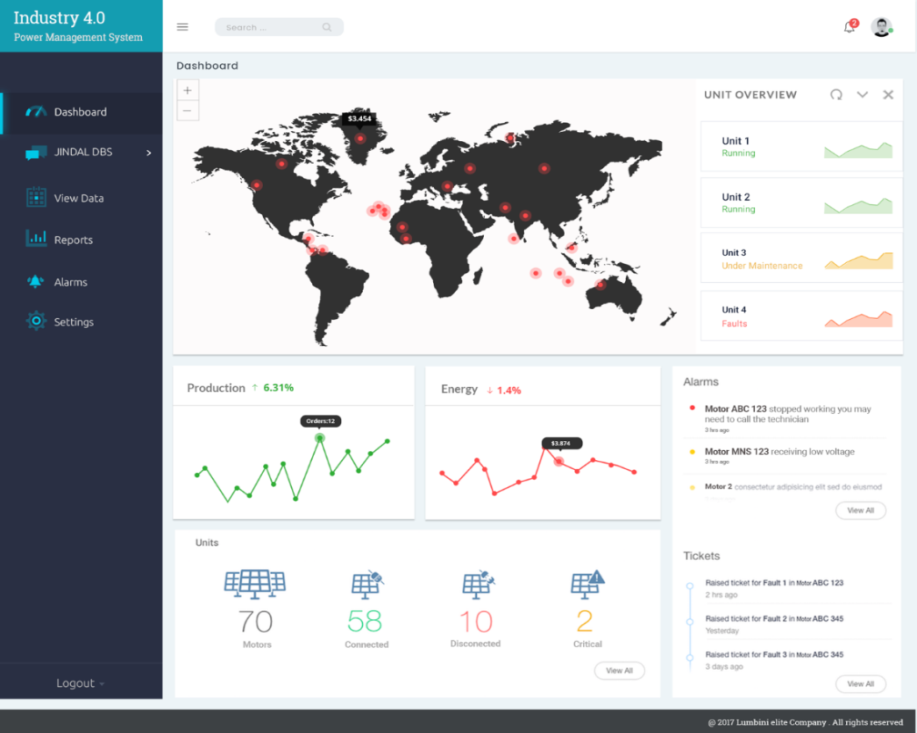 Industry 4.0
Power Management System
Search ...
2
Dashboard
JINDAL DBS
View Data
Reports
Alarms
Settings
Logout
Dashboard
+
−
$3.454
UNIT OVERVIEW
Unit 1
Running
Unit 2
Running
Unit 3
Under Maintenance
Unit 4
Faults
Production ↑ 6.31%
Orders:12
Energy ↓ 1.4%
$3.674
Alarms
Motor ABC 123 stopped working you may
need to call the technician
3 hrs ago
Motor MNS 123 receiving low voltage
3 hrs ago
Motor 2 consectetur adipisicing elit sed do eiusmod
View All
Units
70
Motors
58
Connected
10
Disconected
2
Critical
View All
Tickets
Raised ticket for Fault 1 in Motor ABC 123
2 hrs ago
Raised ticket for Fault 2 in Motor ABC 345
Yesterday
Raised ticket for Fault 3 in Motor ABC 345
3 days ago
View All
@ 2017 Lumbini elite Company . All rights reserved